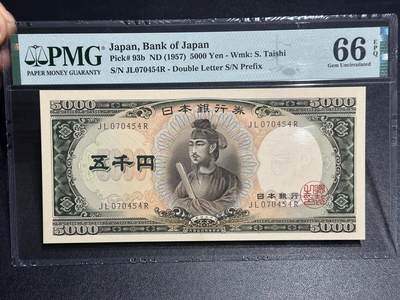 PMG
PAPER MONEY GUARANTY
Japan, Bank of Japan
Pick# 93b ND (1957) 5000 Yen - Wmk: S. Taishi
S/N JL070454R - Double Letter S/N Prefix
66 EPQ
Gem Uncirculated
5000 日本銀行券 5000
JL070454R
五千円
日本銀行
JL070454R
5000 5000